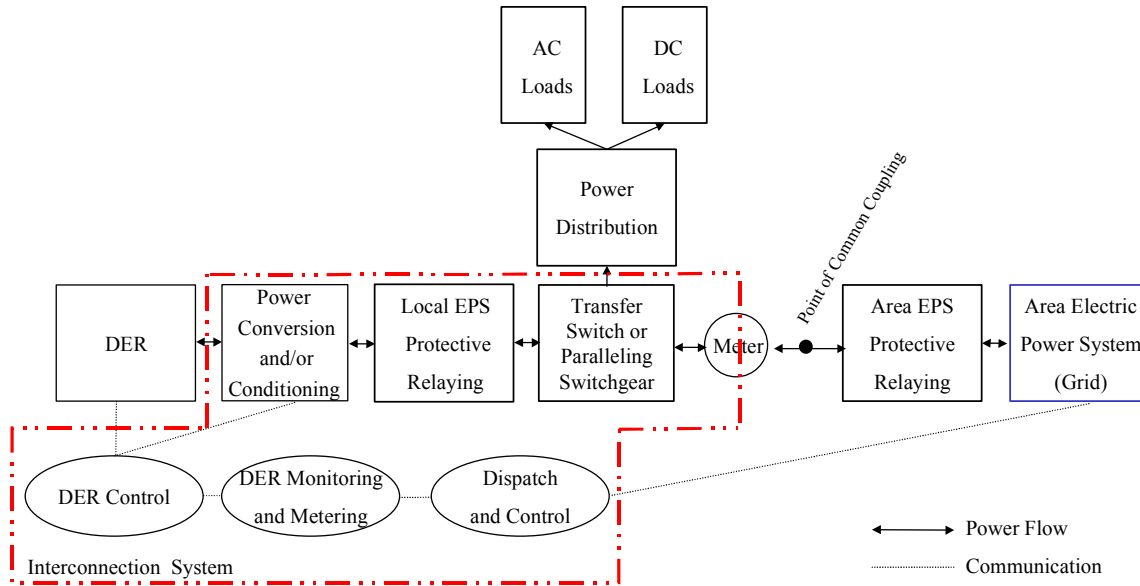 AC
Loads
DC
Loads
Power
Distribution
Point of Common Coupling
DER
Power
Conversion
and/or
Conditioning
Local EPS
Protective
Relaying
Transfer
Switch or
Paralleling
Switchgear
Meter
Area EPS
Protective
Relaying
Area Electric
Power System
(Grid)
DER Control
DER Monitoring
and Metering
Dispatch
and Control
Interconnection System
Power Flow
Communication